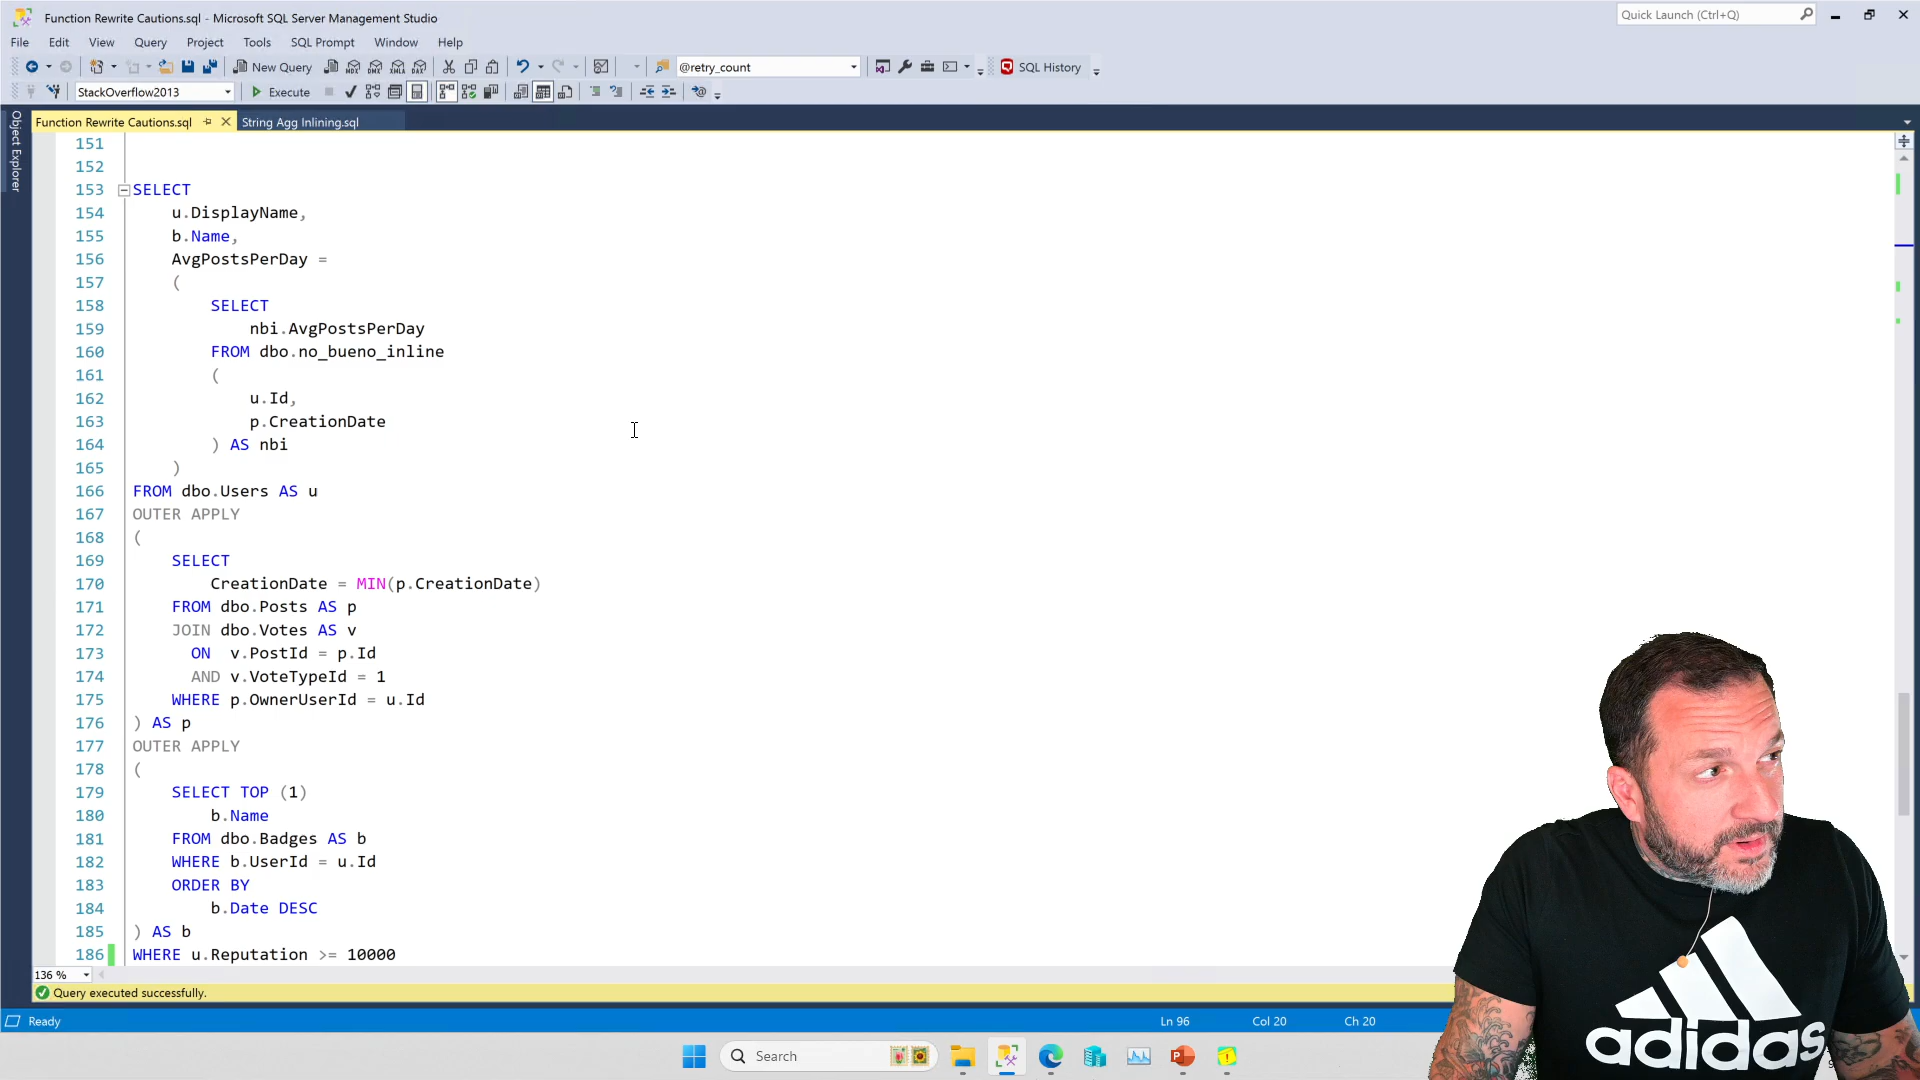 Function Rewrite Cautions.sql - Microsoft SQL Server Management Studio
Quick Launch (Ctrl+Q)
File Edit View Query Project Tools SQL Prompt Window Help
New Query
MDX DMX XMLA DAX
@retry_count
SQL History
StackOverflow2013
Execute
Object Explorer
Function Rewrite Cautions.sql
String Agg Inlining.sql
151
152
153 SELECT
154 u.DisplayName,
155 b.Name,
156 AvgPostsPerDay =
157 (
158 SELECT
159 nbi.AvgPostsPerDay
160 FROM dbo.no_bueno_inline
161 (
162 u.Id,
163 p.CreationDate
164 ) AS nbi
165 )
166 FROM dbo.Users AS u
167 OUTER APPLY
168 (
169 SELECT
170 CreationDate = MIN(p.CreationDate)
171 FROM dbo.Posts AS p
172 JOIN dbo.Votes AS v
173 ON v.PostId = p.Id
174 AND v.VoteTypeId = 1
175 WHERE p.OwnerUserId = u.Id
176 ) AS p
177 OUTER APPLY
178 (
179 SELECT TOP (1)
180 b.Name
181 FROM dbo.Badges AS b
182 WHERE b.UserId = u.Id
183 ORDER BY
184 b.Date DESC
185 ) AS b
186 WHERE u.Reputation >= 10000
136 %
Query executed successfully.
Ready
Ln 96
Col 20
Ch 20
Search
adidas